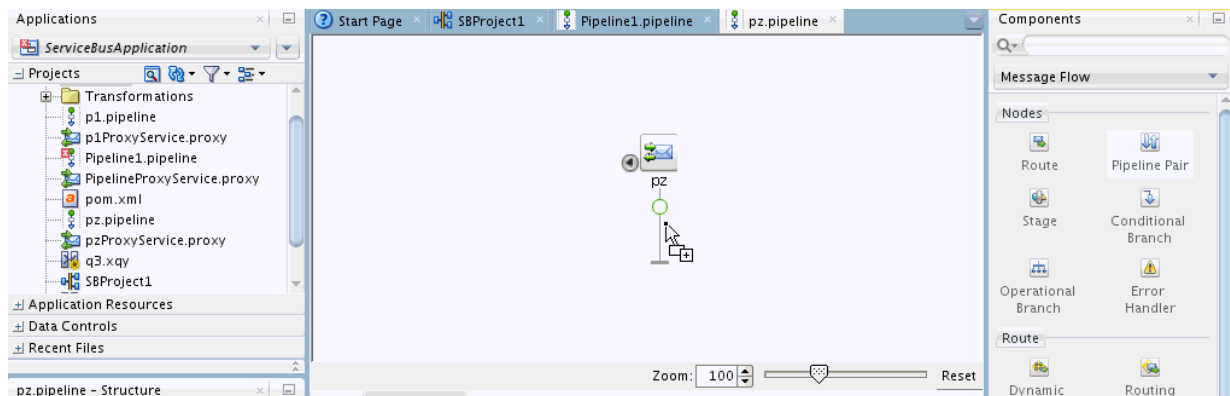 Applications
ServiceBusApplication
Projects
Transformations
p1.pipeline
p1ProxyService.proxy
Pipeline1.pipeline
PipelineProxyService.proxy
pom.xml
pz.pipeline
pzProxyService.proxy
q3.xqy
SBProject1
Application Resources
Data Controls
Recent Files
pz.pipeline - Structure
Start Page
SBProject1
Pipeline1.pipeline
pz.pipeline
pz
Zoom: 100
Reset
Components
Message Flow
Nodes
Route
Pipeline Pair
Stage
Conditional
Branch
Operational
Branch
Error
Handler
Route
Dynamic
Routing